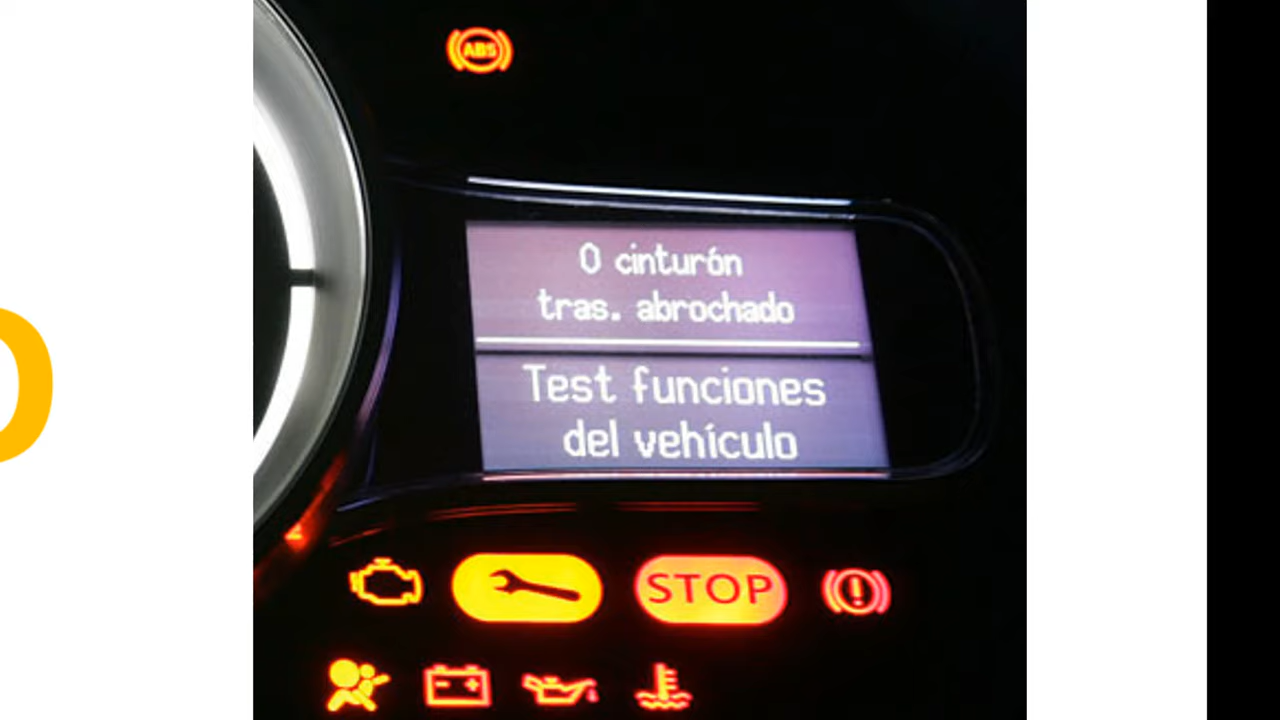 ABS
0 cinturón
tras. abrochado
Test funciones
del vehículo
STOP